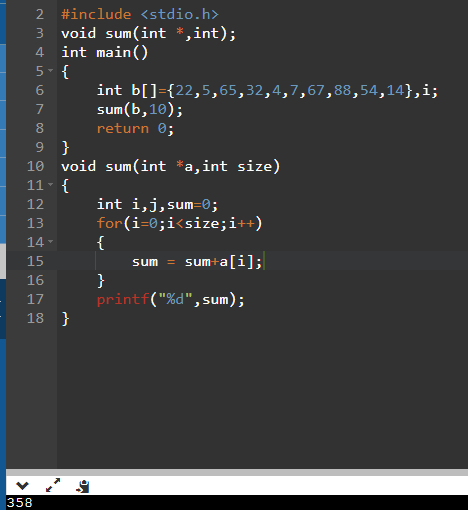 2 #include <stdio.h>
3 void sum(int *,int);
4 int main()
5 {
6     int b[]={22,5,65,32,4,7,67,88,54,14},i;
7     sum(b,10);
8     return 0;
9 }
10 void sum(int *a,int size)
11 {
12     int i,j,sum=0;
13     for(i=0;i<size;i++)
14     {
15         sum = sum+a[i];
16     }
17     printf("%d",sum);
18 }
358